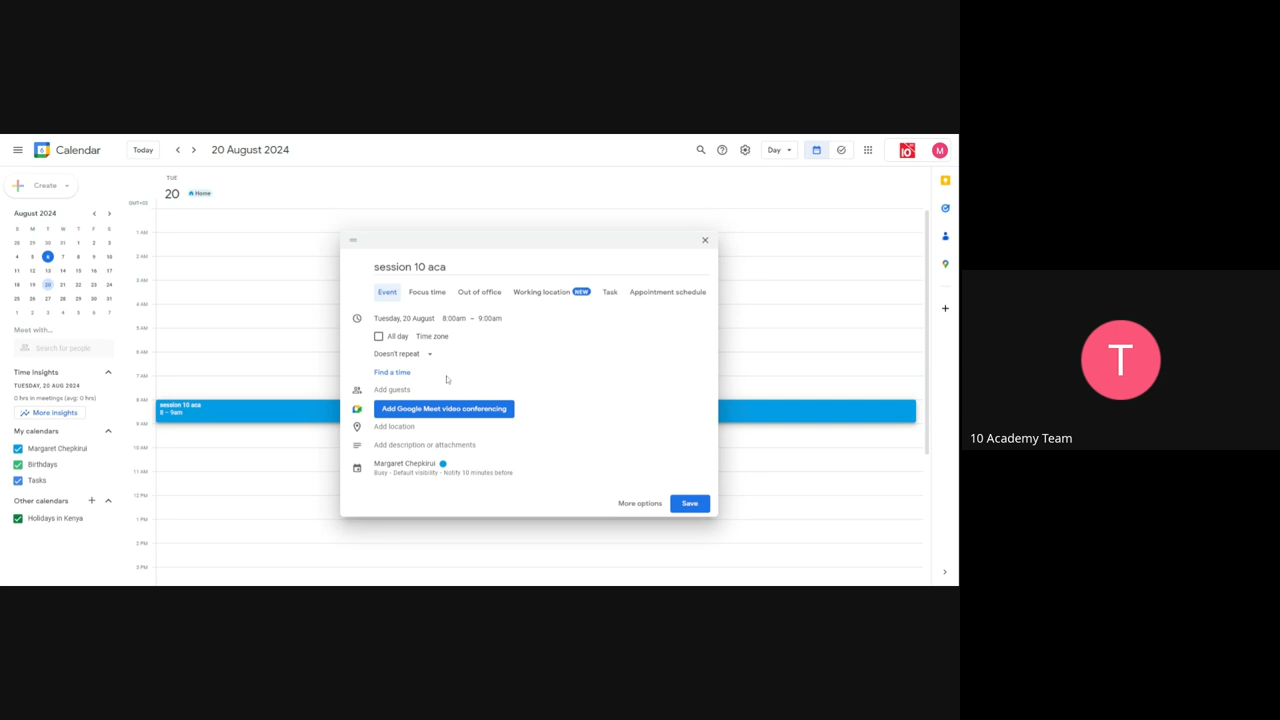 Calendar
Today
20 August 2024
Day
10
M
Create
TUE
20
Home
GMT+03
August 2024
S M T W T F S
28 29 30 31 1 2 3
4 5 6 7 8 9 10
11 12 13 14 15 16 17
18 19 20 21 22 23 24
25 26 27 28 29 30 31
1 2 3 4 5 6 7
Meet with...
Search for people
Time Insights
TUESDAY, 20 AUG 2024
0 hrs in meetings (avg: 0 hrs)
More insights
My calendars
Margaret Chepkirui
Birthdays
Tasks
Other calendars
Holidays in Kenya
1 AM
2 AM
3 AM
4 AM
5 AM
6 AM
7 AM
8 AM
9 AM
10 AM
11 AM
12 PM
1 PM
2 PM
3 PM
session 10 aca
8 – 9am
session 10 aca
Event Focus time Out of office Working location NEW Task Appointment schedule
Tuesday, 20 August 8:00am – 9:00am
All day Time zone
Doesn't repeat
Find a time
Add guests
Add Google Meet video conferencing
Add location
Add description or attachments
Margaret Chepkirui
Busy · Default visibility · Notify 10 minutes before
More options
Save
T
10 Academy Team